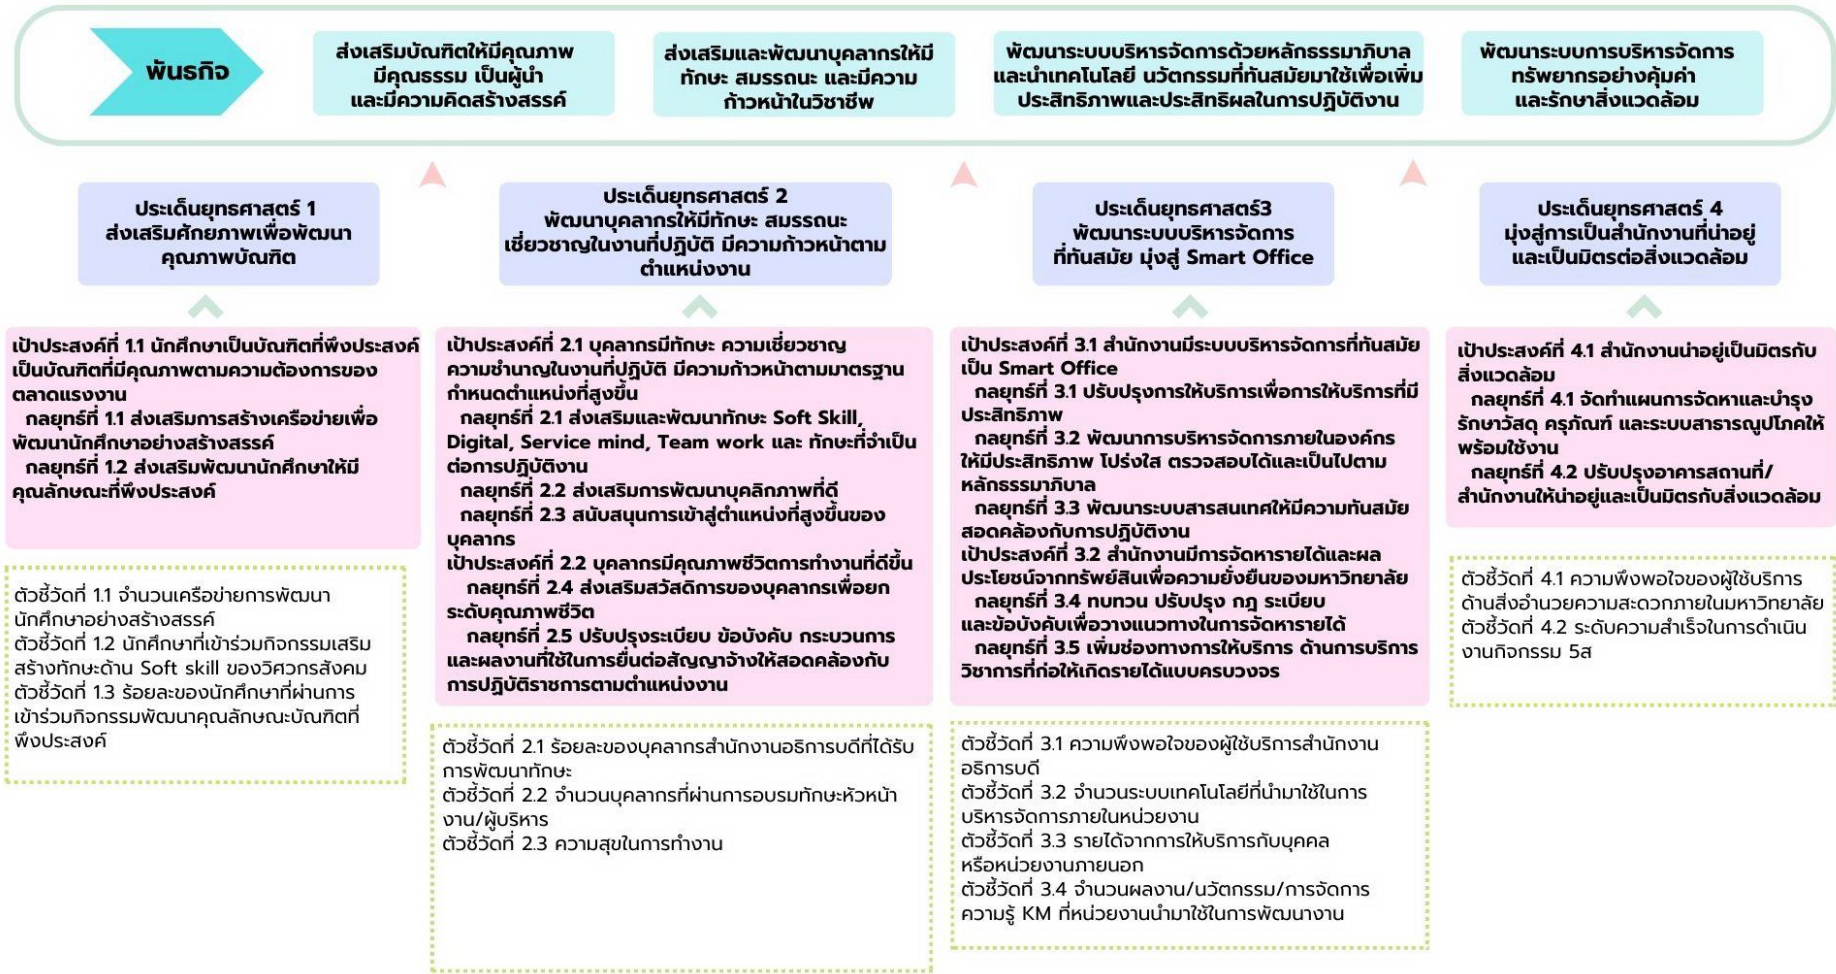 พันธกิจ
ส่งเสริมบัณฑิตให้มีคุณภาพ
มีคุณธรรม เป็นผู้นำ
และมีความคิดสร้างสรรค์
ส่งเสริมและพัฒนาบุคลากรให้มี
ทักษะ สมรรถนะ และมีความ
ก้าวหน้าในวิชาชีพ
พัฒนาระบบบริหารจัดการด้วยหลักธรรมาภิบาล
และนำเทคโนโลยี นวัตกรรมที่ทันสมัยมาใช้เพื่อเพิ่ม
ประสิทธิภาพและประสิทธิผลในการปฏิบัติงาน
พัฒนาระบบการบริหารจัดการ
ทรัพยากรอย่างคุ้มค่า
และรักษาสิ่งแวดล้อม
ประเด็นยุทธศาสตร์ 1
ส่งเสริมศักยภาพเพื่อพัฒนา
คุณภาพบัณฑิต
ประเด็นยุทธศาสตร์ 2
พัฒนาบุคลากรให้มีทักษะ สมรรถนะ
เชี่ยวชาญในงานที่ปฏิบัติ มีความก้าวหน้าตาม
ตำแหน่งงาน
ประเด็นยุทธศาสตร์3
พัฒนาระบบบริหารจัดการ
ที่ทันสมัย มุ่งสู่ Smart Office
ประเด็นยุทธศาสตร์ 4
มุ่งสู่การเป็นสำนักงานที่น่าอยู่
และเป็นมิตรต่อสิ่งแวดล้อม
เป้าประสงค์ที่ 1.1 นักศึกษาเป็นบัณฑิตที่พึงประสงค์
เป็นบัณฑิตที่มีคุณภาพตามความต้องการของ
ตลาดแรงงาน
กลยุทธ์ที่ 1.1 ส่งเสริมการสร้างเครือข่ายเพื่อ
พัฒนานักศึกษาอย่างสร้างสรรค์
กลยุทธ์ที่ 1.2 ส่งเสริมพัฒนานักศึกษาให้มี
คุณลักษณะที่พึงประสงค์
ตัวชี้วัดที่ 1.1 จำนวนเครือข่ายการพัฒนา
นักศึกษาอย่างสร้างสรรค์
ตัวชี้วัดที่ 1.2 นักศึกษาที่เข้าร่วมกิจกรรมเสริม
สร้างทักษะด้าน Soft skill ของวิศวกรสังคม
ตัวชี้วัดที่ 1.3 ร้อยละของนักศึกษาที่ผ่านการ
เข้าร่วมกิจกรรมพัฒนาคุณลักษณะบัณฑิตที่
พึงประสงค์
เป้าประสงค์ที่ 2.1 บุคลากรมีทักษะ ความเชี่ยวชาญ
ความชำนาญในงานที่ปฏิบัติ มีความก้าวหน้าตามมาตรฐาน
กำหนดตำแหน่งที่สูงขึ้น
กลยุทธ์ที่ 2.1 ส่งเสริมและพัฒนาทักษะ Soft Skill,
Digital, Service mind, Team work และ ทักษะที่จำเป็น
ต่อการปฏิบัติงาน
กลยุทธ์ที่ 2.2 ส่งเสริมการพัฒนาบุคลิกภาพที่ดี
กลยุทธ์ที่ 2.3 สนับสนุนการเข้าสู่ตำแหน่งที่สูงขึ้นของ
บุคลากร
เป้าประสงค์ที่ 2.2 บุคลากรมีคุณภาพชีวิตการทำงานที่ดีขึ้น
กลยุทธ์ที่ 2.4 ส่งเสริมสวัสดิการของบุคลากรเพื่อยก
ระดับคุณภาพชีวิต
กลยุทธ์ที่ 2.5 ปรับปรุงระเบียบ ข้อบังคับ กระบวนการ
และผลงานที่ใช้ในการยื่นต่อสัญญาจ้างให้สอดคล้องกับ
การปฏิบัติราชการตามตำแหน่งงาน
ตัวชี้วัดที่ 2.1 ร้อยละของบุคลากรสำนักงานอธิการบดีที่ได้รับ
การพัฒนาทักษะ
ตัวชี้วัดที่ 2.2 จำนวนบุคลากรที่ผ่านการอบรมทักษะหัวหน้า
งาน/ผู้บริหาร
ตัวชี้วัดที่ 2.3 ความสุขในการทำงาน
เป้าประสงค์ที่ 3.1 สำนักงานมีระบบบริหารจัดการที่ทันสมัย
เป็น Smart Office
กลยุทธ์ที่ 3.1 ปรับปรุงการให้บริการเพื่อการให้บริการที่มี
ประสิทธิภาพ
กลยุทธ์ที่ 3.2 พัฒนาการบริหารจัดการภายในองค์กร
ให้มีประสิทธิภาพ โปร่งใส ตรวจสอบได้และเป็นไปตาม
หลักธรรมาภิบาล
กลยุทธ์ที่ 3.3 พัฒนาระบบสารสนเทศให้มีความทันสมัย
สอดคล้องกับการปฏิบัติงาน
เป้าประสงค์ที่ 3.2 สำนักงานมีการจัดหารายได้และผล
ประโยชน์จากทรัพย์สินเพื่อความยั่งยืนของมหาวิทยาลัย
กลยุทธ์ที่ 3.4 ทบทวน ปรับปรุง กฎ ระเบียบ
และข้อบังคับเพื่อวางแนวทางในการจัดหารายได้
กลยุทธ์ที่ 3.5 เพิ่มช่องทางการให้บริการ ด้านการบริการ
วิชาการที่ก่อให้เกิดรายได้แบบครบวงจร
ตัวชี้วัดที่ 3.1 ความพึงพอใจของผู้ใช้บริการสำนักงาน
อธิการบดี
ตัวชี้วัดที่ 3.2 จำนวนระบบเทคโนโลยีที่นำมาใช้ในการ
บริหารจัดการภายในหน่วยงาน
ตัวชี้วัดที่ 3.3 รายได้จากการให้บริการกับบุคคล
หรือหน่วยงานภายนอก
ตัวชี้วัดที่ 3.4 จำนวนผลงาน/นวัตกรรม/การจัดการ
ความรู้ KM ที่หน่วยงานนำมาใช้ในการพัฒนางาน
เป้าประสงค์ที่ 4.1 สำนักงานน่าอยู่เป็นมิตรกับ
สิ่งแวดล้อม
กลยุทธ์ที่ 4.1 จัดทำแผนการจัดหาและบำรุง
รักษาวัสดุ ครุภัณฑ์ และระบบสาธารณูปโภคให้
พร้อมใช้งาน
กลยุทธ์ที่ 4.2 ปรับปรุงอาคารสถานที่/
สำนักงานให้น่าอยู่และเป็นมิตรกับสิ่งแวดล้อม
ตัวชี้วัดที่ 4.1 ความพึงพอใจของผู้ใช้บริการ
ด้านสิ่งอำนวยความสะดวกภายในมหาวิทยาลัย
ตัวชี้วัดที่ 4.2 ระดับความสำเร็จในการดำเนิน
งานกิจกรรม 5ส